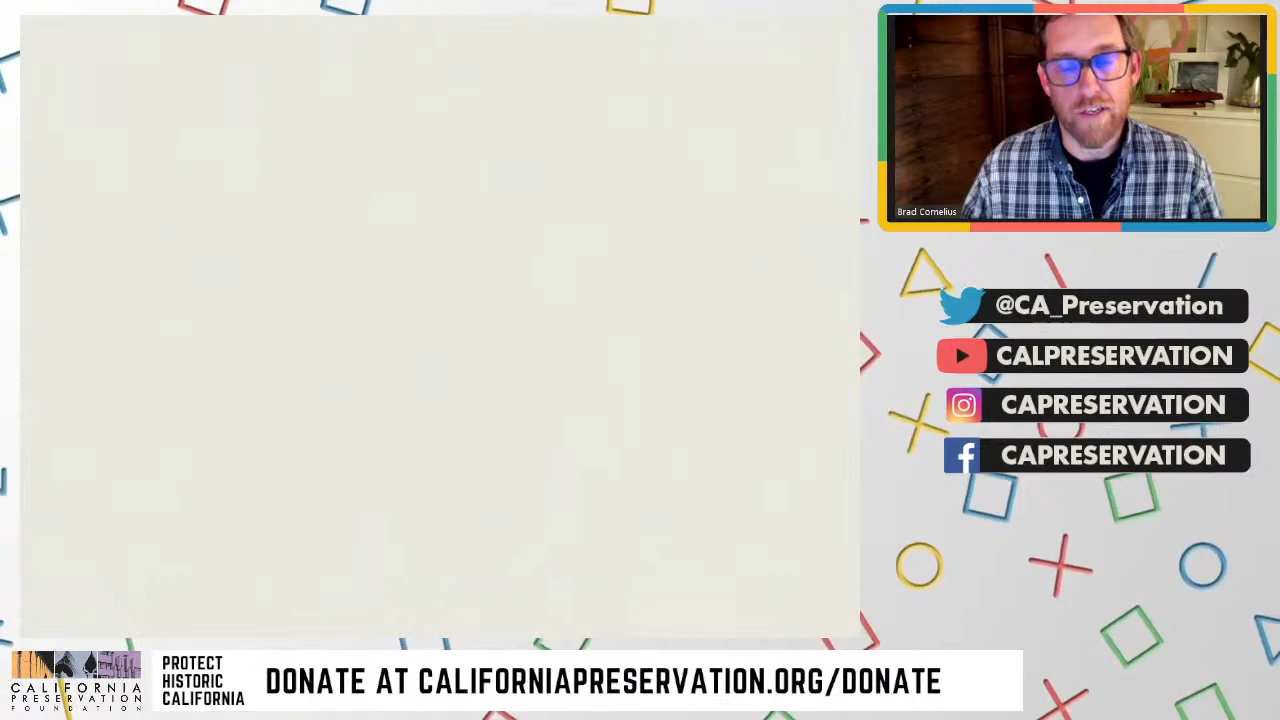 Brad Cornelius
@CA_Preservation
CALPRESERVATION
CAPRESERVATION
CAPRESERVATION
CALIFORNIA
PRESERVATION
FOUNDATION
PROTECT
HISTORIC
CALIFORNIA
DONATE AT CALIFORNIAPRESERVATION.ORG/DONATE